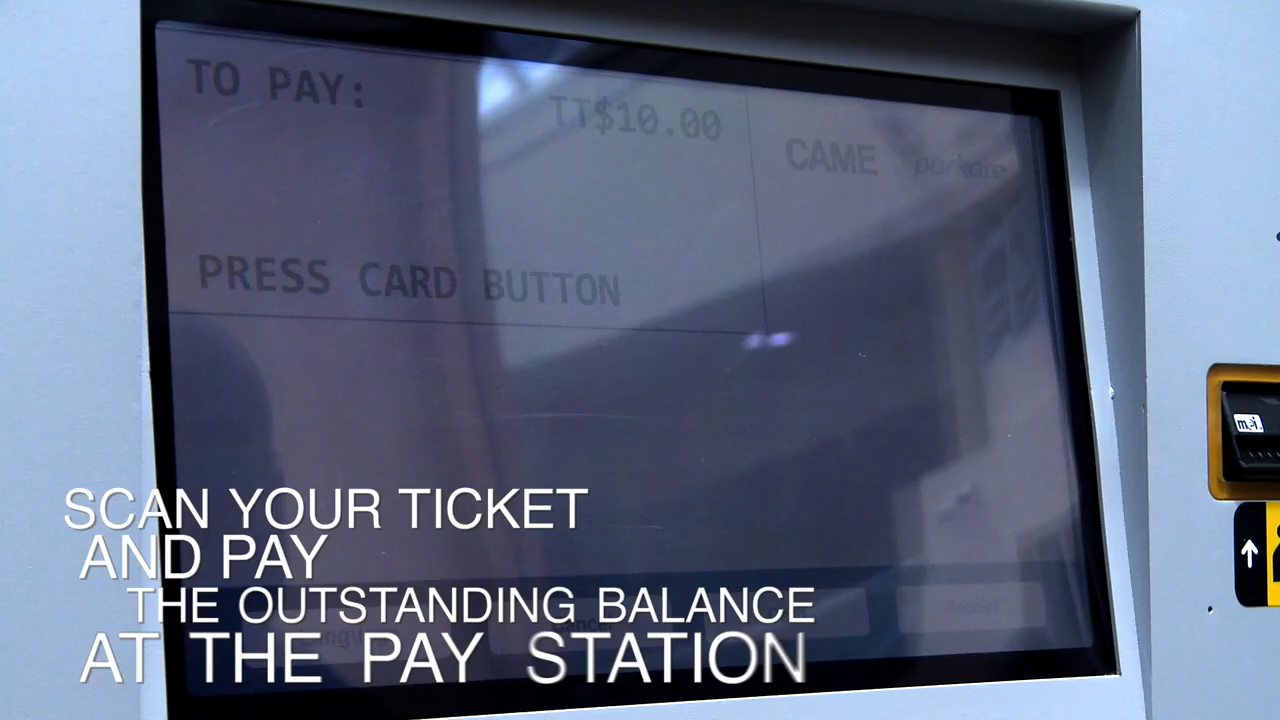 TO PAY:
TT$10.00
CAME parkare
PRESS CARD BUTTON
mei
SCAN YOUR TICKET
AND PAY
THE OUTSTANDING BALANCE
AT THE PAY STATION